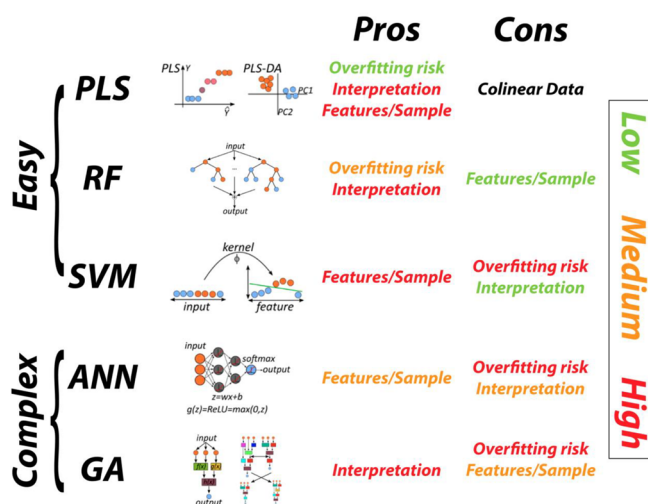 Pros Cons
Easy
PLS
PLS Y
Ŷ
PLS-DA
PC1
PC2
Overfitting risk
Interpretation
Features/Sample
Colinear Data
RF
input
...
output
Overfitting risk
Interpretation
Features/Sample
SVM
kernel
ϕ
input
feature
Features/Sample
Overfitting risk
Interpretation
Complex
ANN
input
softmax
output
z=wx+b
g(z)=ReLU=max(0,z)
Features/Sample
Overfitting risk
Interpretation
GA
input
output
Interpretation
Overfitting risk
Features/Sample
Low
Medium
High